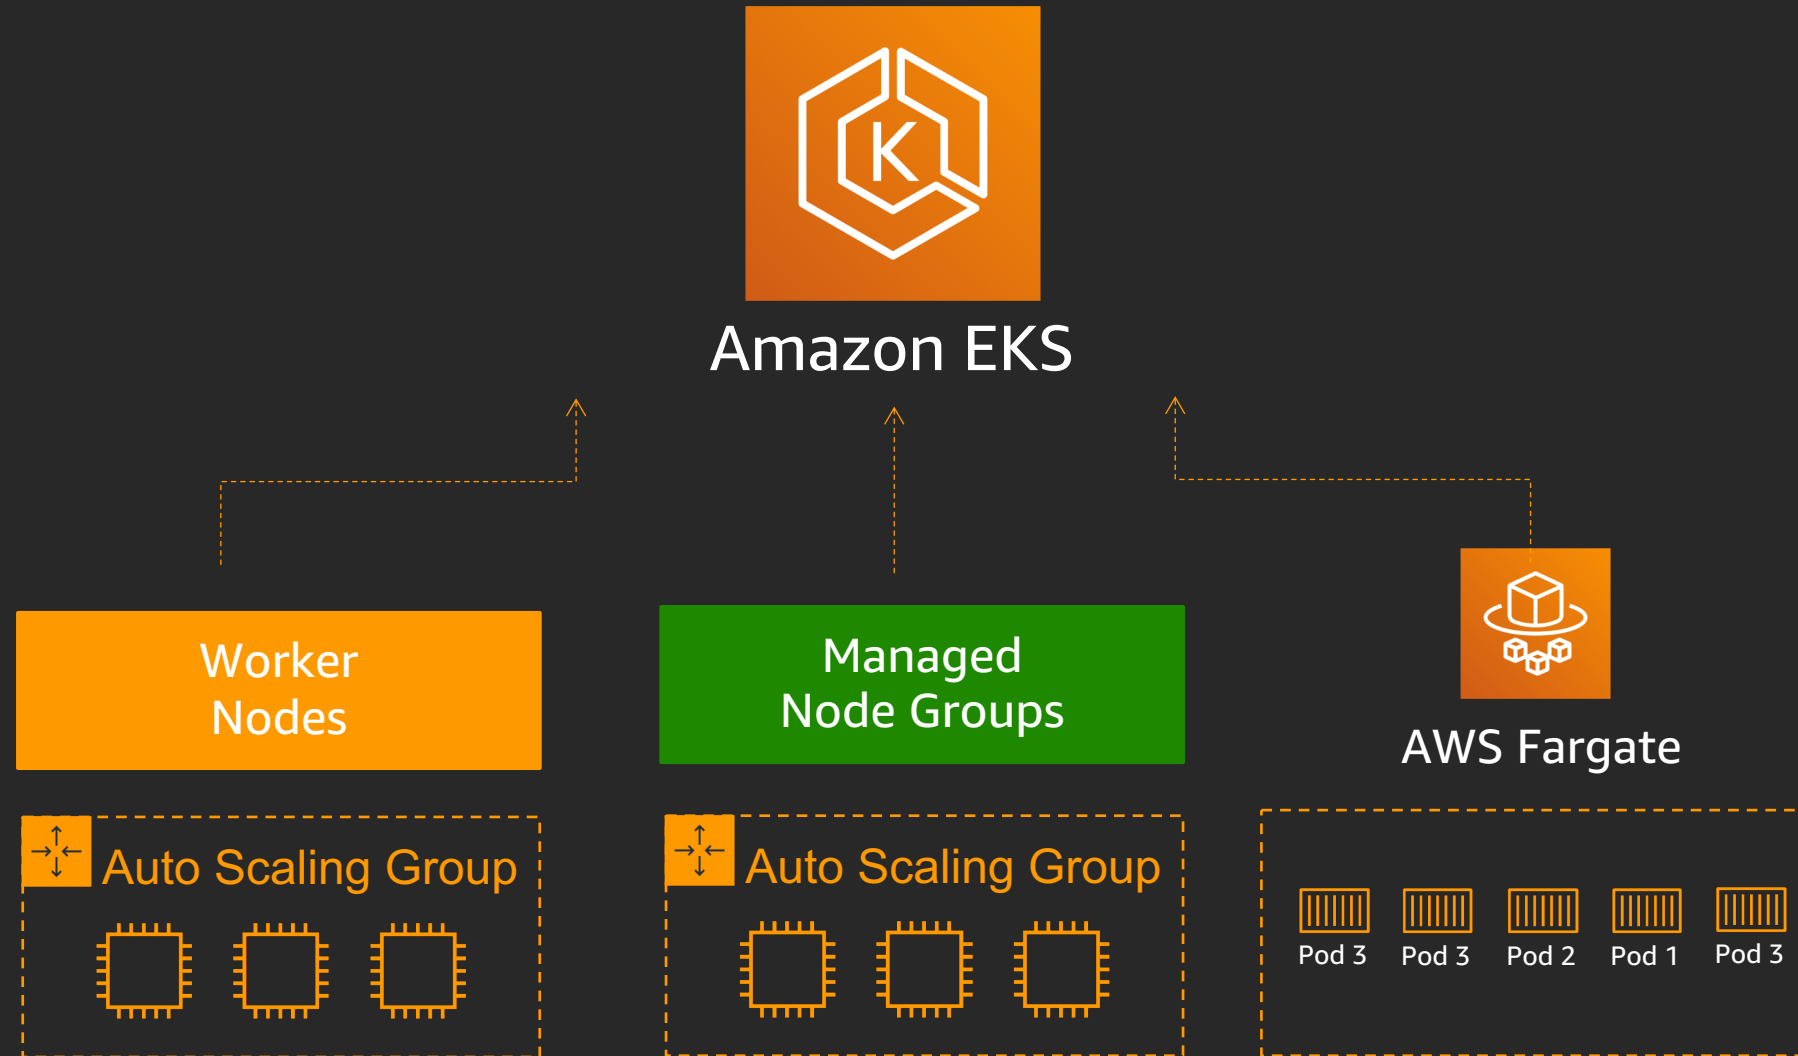 K
Amazon EKS
Worker
Nodes
Managed
Node Groups
AWS Fargate
Auto Scaling Group
Auto Scaling Group
Pod 3
Pod 3
Pod 2
Pod 1
Pod 3